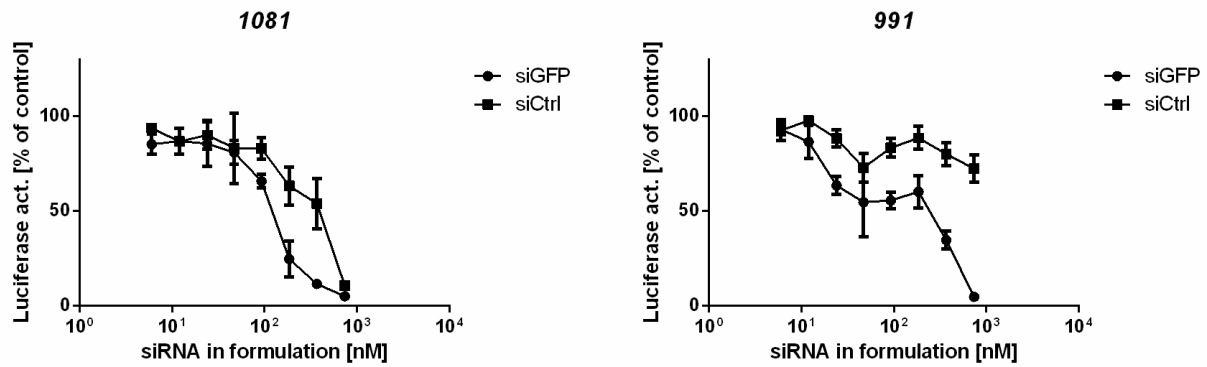 1081
Luciferase act. [% of control]
100
50
0
10⁰
10¹
10²
10³
10⁴
siRNA in formulation [nM]
siGFP
siCtrl
991
Luciferase act. [% of control]
100
50
0
10⁰
10¹
10²
10³
10⁴
siRNA in formulation [nM]
siGFP
siCtrl